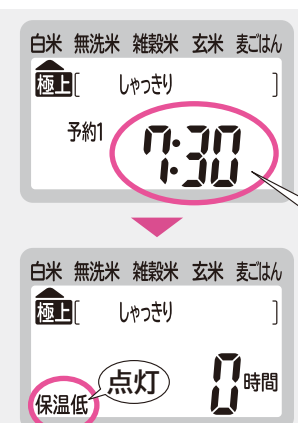 白米 無洗米 雑穀米 玄米 麦ごはん
極上[ しゃっきり ]
予約1 7:30
白米 無洗米 雑穀米 玄米 麦ごはん
極上[ しゃっきり ]
点灯
保温低 0時間